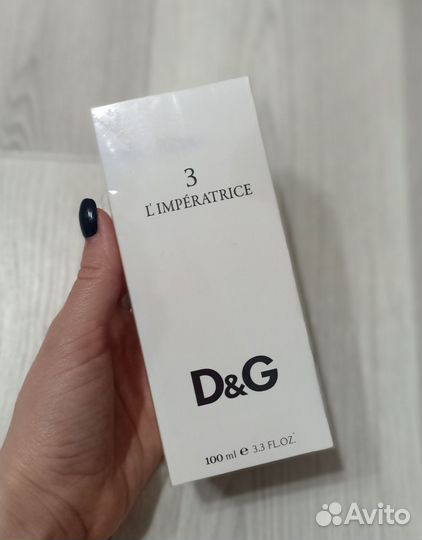 3
L'IMPÉRATRICE
D&G
100 ml e 3.3 FL.OZ.
Avito